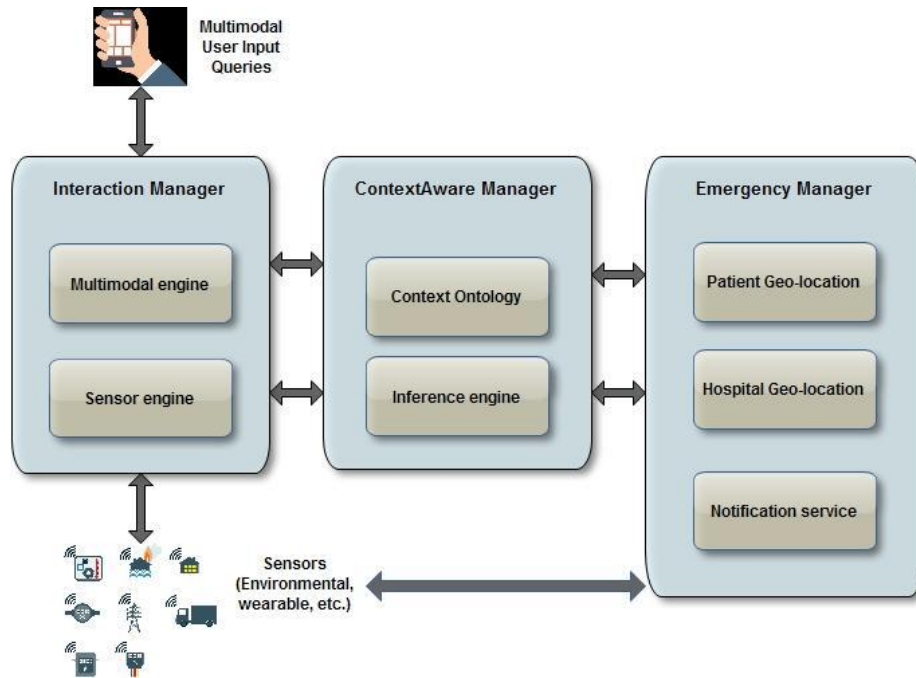 Multimodal
User Input
Queries
Interaction Manager
Multimodal engine
Sensor engine
ContextAware Manager
Context Ontology
Inference engine
Emergency Manager
Patient Geo-location
Hospital Geo-location
Notification service
Sensors
(Environmental,
wearable, etc.)